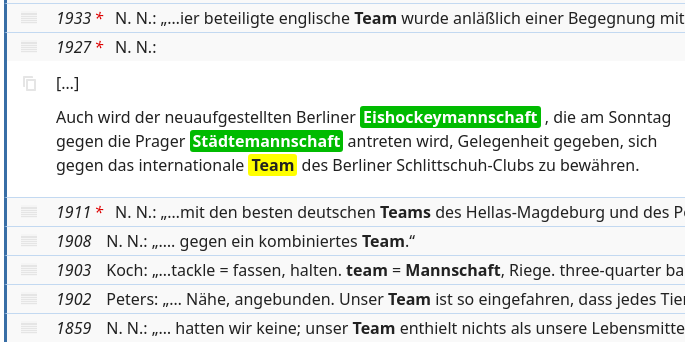 1933 * N. N.: „…ier beteiligte englische Team wurde anläßlich einer Begegnung mit
1927 * N. N.:
[…]
Auch wird der neuaufgestellten Berliner Eishockeymannschaft , die am Sonntag
gegen die Prager Städtemannschaft antreten wird, Gelegenheit gegeben, sich
gegen das internationale Team des Berliner Schlittschuh-Clubs zu bewähren.
1911 * N. N.: „…mit den besten deutschen Teams des Hellas-Magdeburg und des
1908 N. N.: „…. gegen ein kombiniertes Team.“
1903 Koch: „…tackle = fassen, halten. team = Mannschaft, Riege. three-quarter
1902 Peters: „… Nähe, angebunden. Unser Team ist so eingefahren, dass jedes
1859 N. N.: „… hatten wir keine; unser Team enthielt nichts als unsere